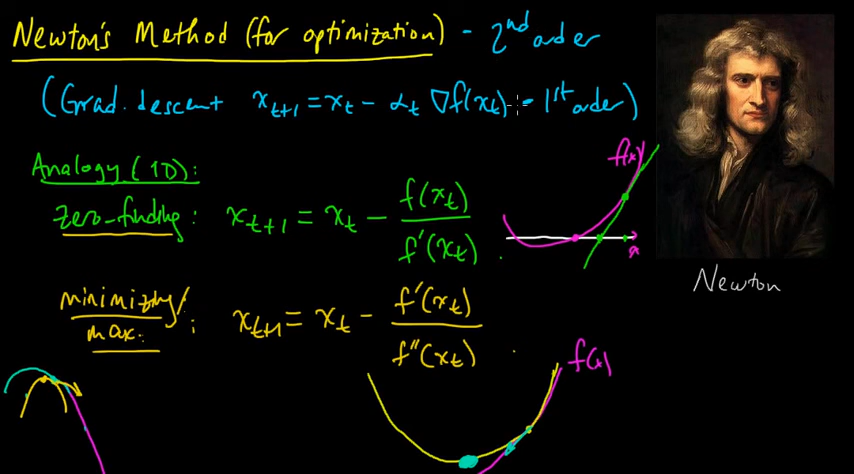 Newton's Method (for optimization) - 2nd order
(Grad. descent x_{t+1} = x_t - α_t ∇f(x_t) - 1st order)
Analogy (1D):
zero-finding: x_{t+1} = x_t - f(x_t) / f'(x_t).
f(x)
x
Newton
minimizing/
max.: x_{t+1} = x_t - f'(x_t) / f''(x_t).
f(x)